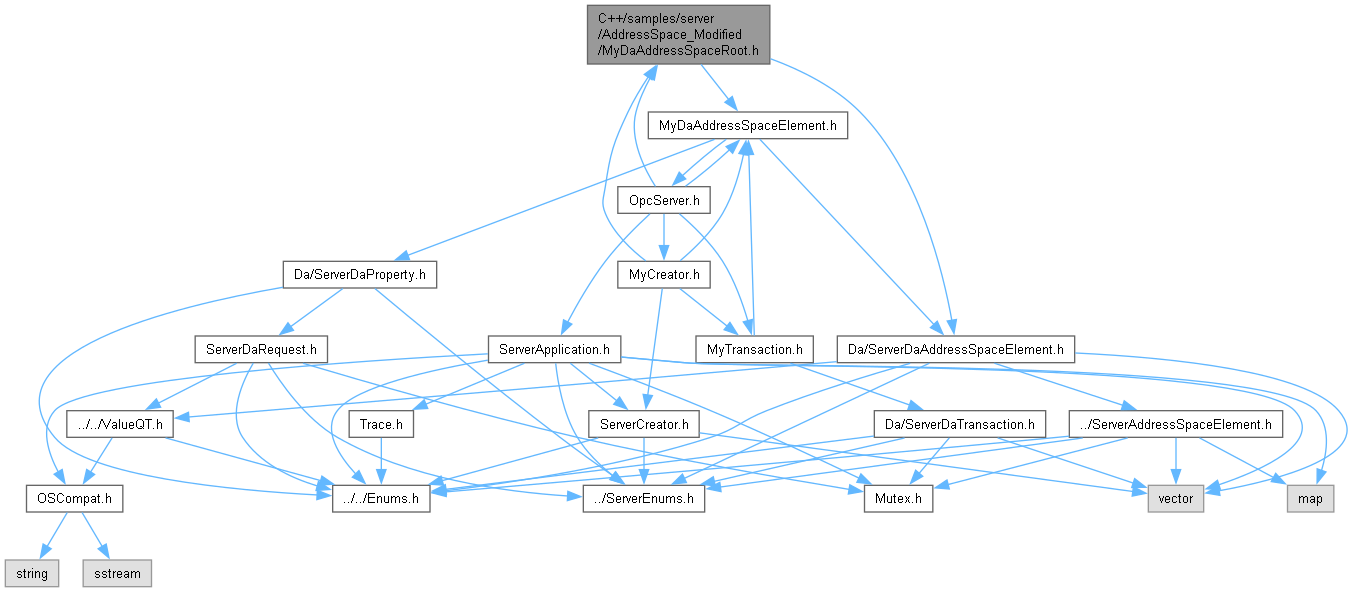 C++/samples/server
/AddressSpace_Modified
/MyDaAddressSpaceRoot.h
MyDaAddressSpaceElement.h
OpcServer.h
Da/ServerDaProperty.h
MyCreator.h
ServerDaRequest.h
ServerApplication.h
MyTransaction.h
Da/ServerDaAddressSpaceElement.h
../../ValueQT.h
Trace.h
ServerCreator.h
Da/ServerDaTransaction.h
../ServerAddressSpaceElement.h
OSCompat.h
../../Enums.h
../ServerEnums.h
Mutex.h
vector
map
string
sstream